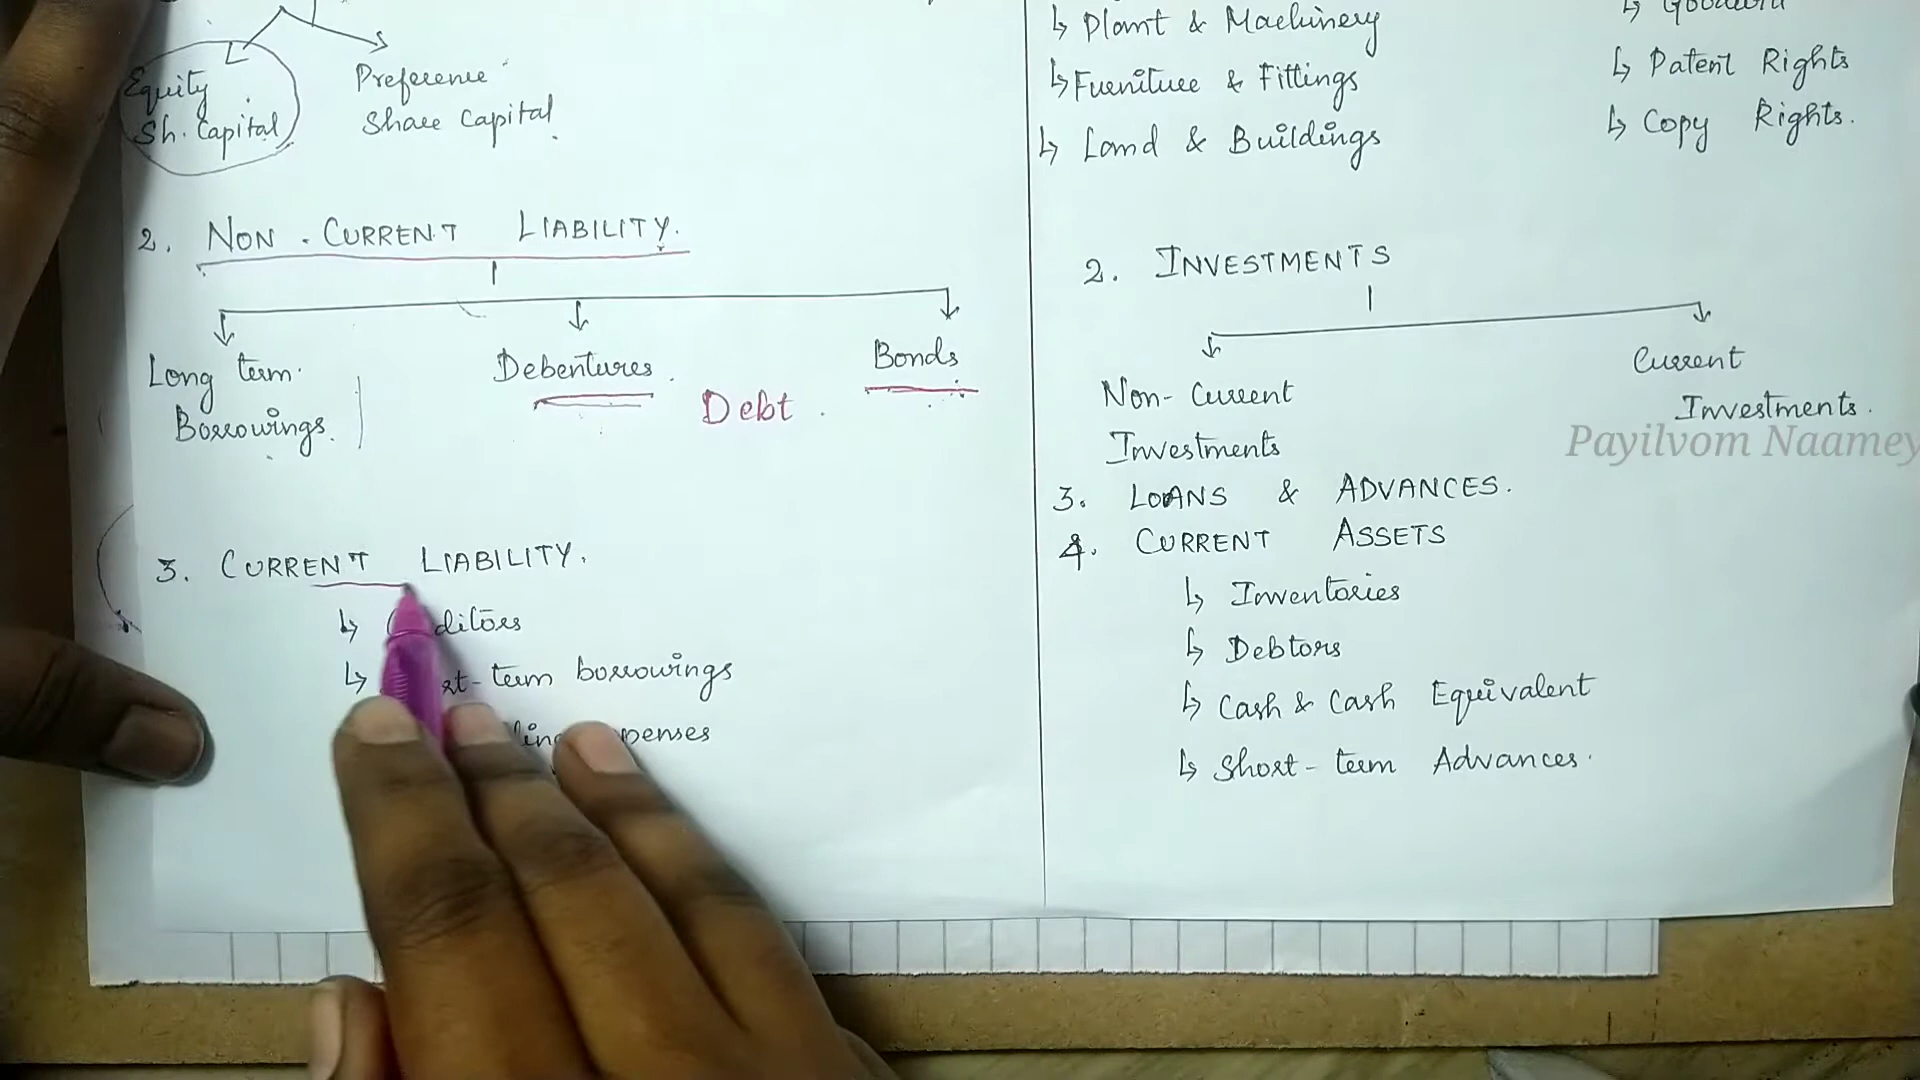 Equity
Sh. Capital
Preference
Share Capital.
2. NON-CURRENT LIABILITY.
Long term
Borrowings.
Debentures.
Debt.
Bonds
3. CURRENT LIABILITY.
↳
↳ term borrowings
↳ Plant & Machinery
↳ Furniture & Fittings
↳ Land & Buildings
↳ Patent Rights
↳ Copy Rights.
2. INVESTMENTS
Non-Current
Investments
Current
Investments.
Payilvom Naamey
3. LOANS & ADVANCES.
4. CURRENT ASSETS
↳ Inventories
↳ Debtors
↳ Cash & Cash Equivalent
↳ Short-term Advances.